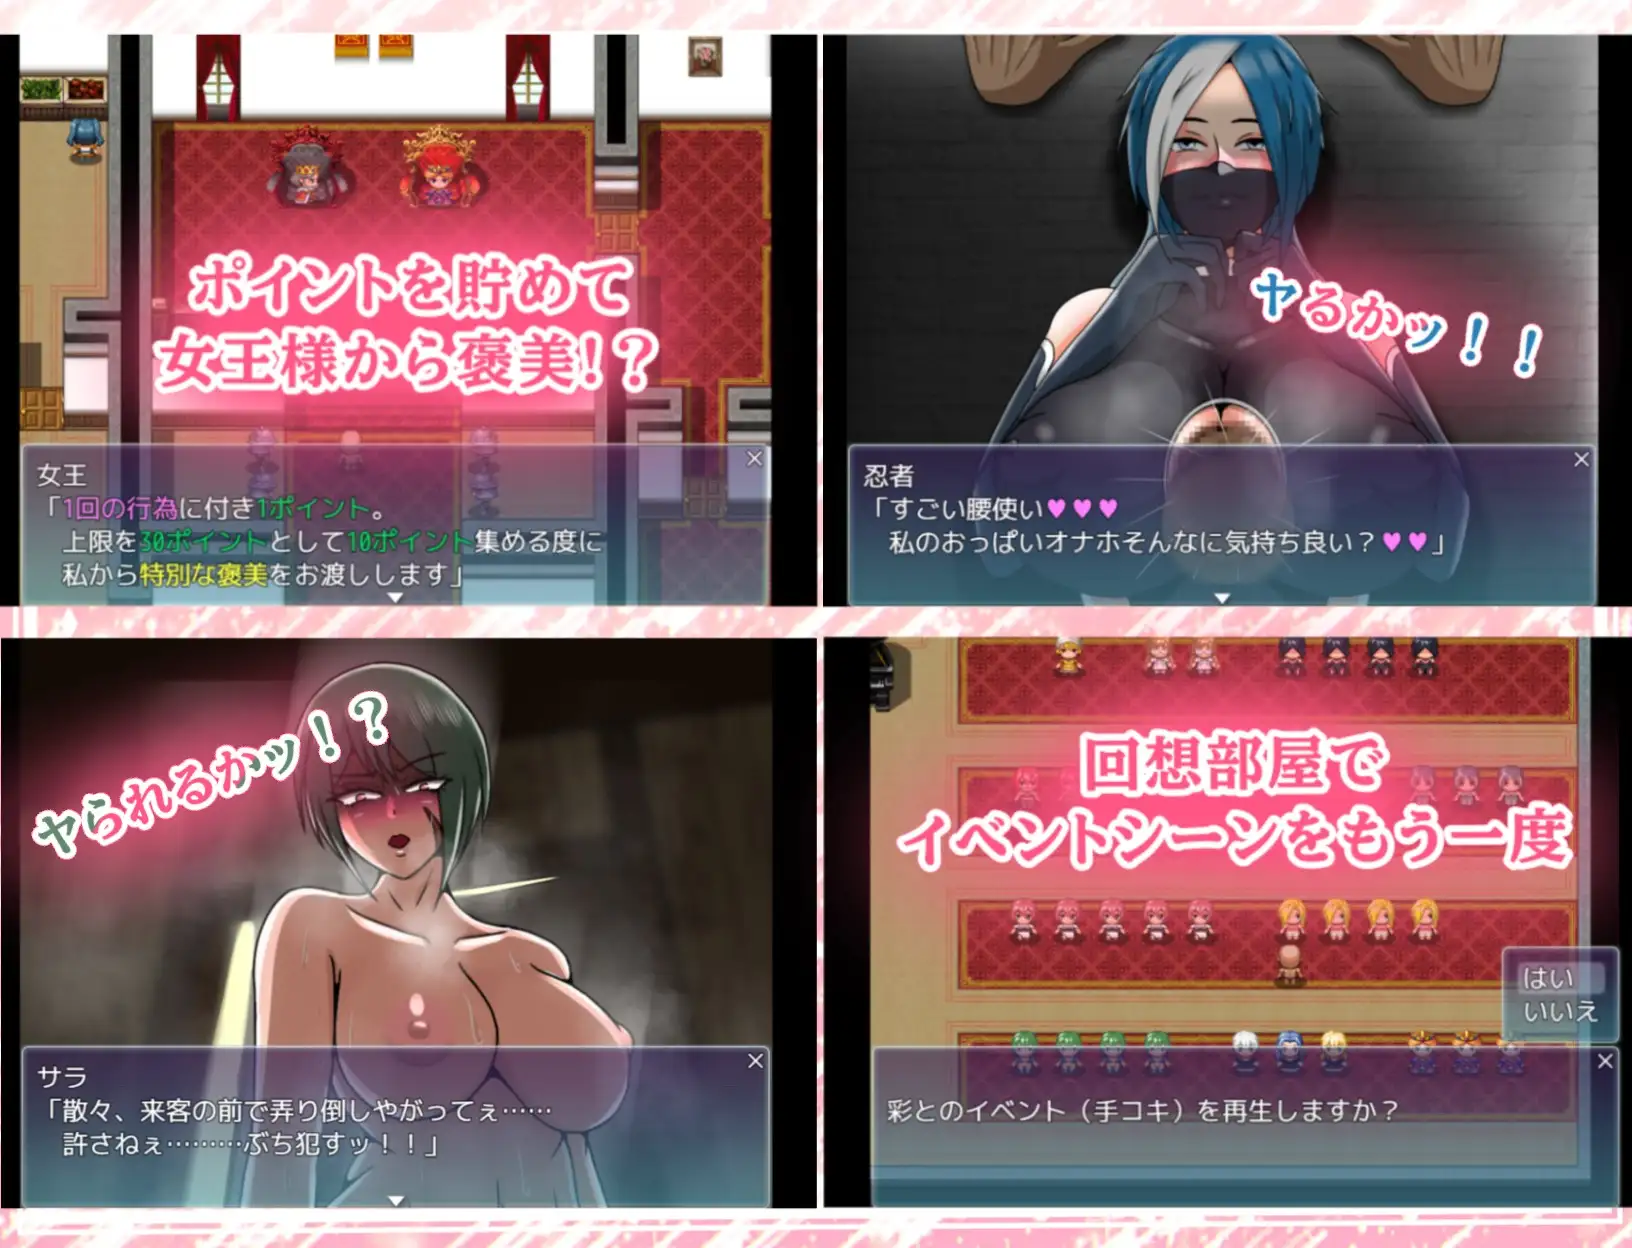 ポイントを貯めて
女王様から褒美!?
女王
「1回の行為に付き1ポイント。
上限を30ポイントとして10ポイント集める度に
私から特別な褒美をお渡しします」
ヤるかッ!!
忍者
「すごい腰使い♥♥♥
私のおっぱいオナホそんなに気持ち良い?♥♥」
ヤられるかッ!?
サラ
「散々、来客の前で弄り倒しやがってぇ……
許さねぇ………ぶち犯すッ!!」
回想部屋で
イベントシーンをもう一度
はい
いいえ
彩とのイベント(手コキ)を再生しますか?